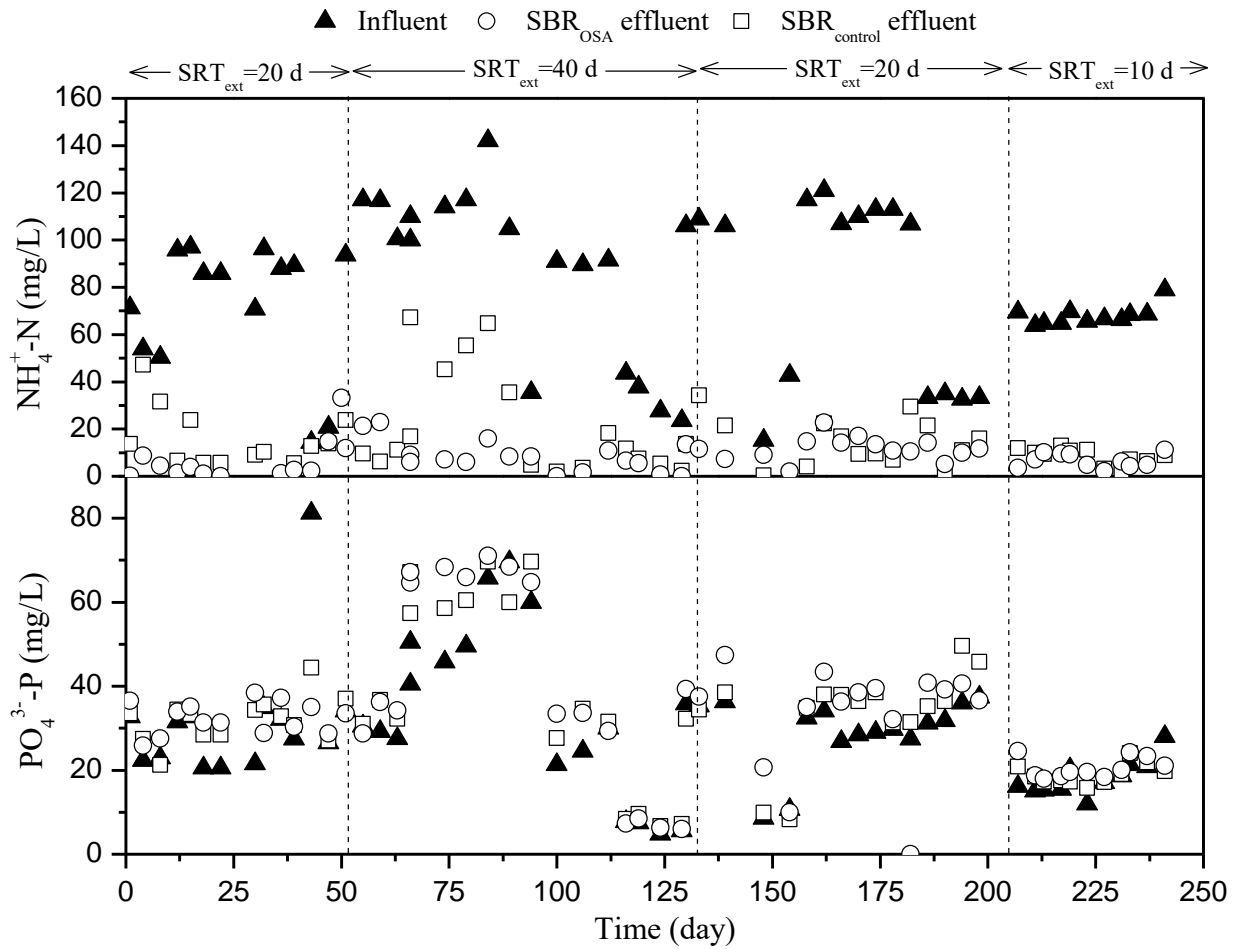 Influent SBR_OSA effluent SBR_control effluent
SRT_ext=20 d SRT_ext=40 d SRT_ext=20 d SRT_ext=10 d
160
140
120
100
80
60
40
20
0
NH4+-N (mg/L)
80
60
40
20
0
PO43--P (mg/L)
0 25 50 75 100 125 150 175 200 225 250
Time (day)